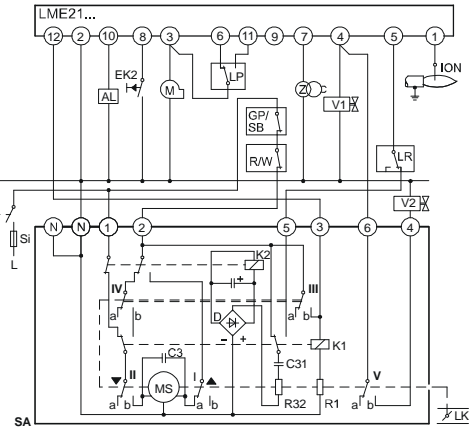 LME21...
12 2 10 8 3 6 11 9 7 4 5 1
EK2
ION
AL
M
LP
Z
V1
GP/
SB
R/W
LR
V2
Si
L
N N 1 2 5 3 6 4
K2
+
IV
III
a b
a b
D
- +
K1
C3
C31
II
I
V
MS
a b
a b
a b
R32
R1
SA
LK